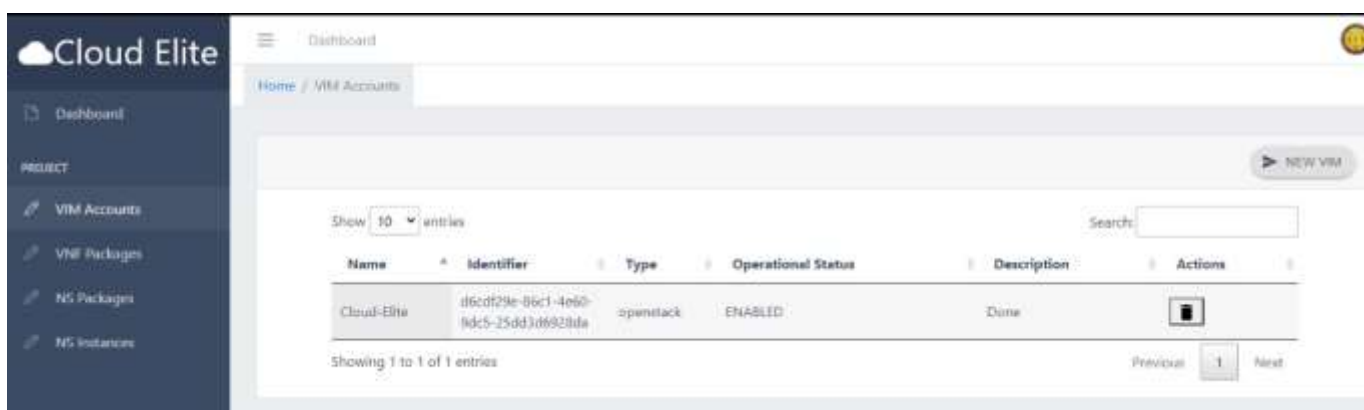 Cloud Elite
Dashboard
Home / VIM Accounts
Dashboard
PROJECT
VIM Accounts
VNF Packages
NS Packages
NS Instances
NEW VIM
Show 10 entries
Search:
Name Identifier Type Operational Status Description Actions
Cloud-Elite d6cdf29e-86c1-4e60- openstack ENABLED Done
9dc5-25dd3d6928da
Showing 1 to 1 of 1 entries
Previous 1 Next